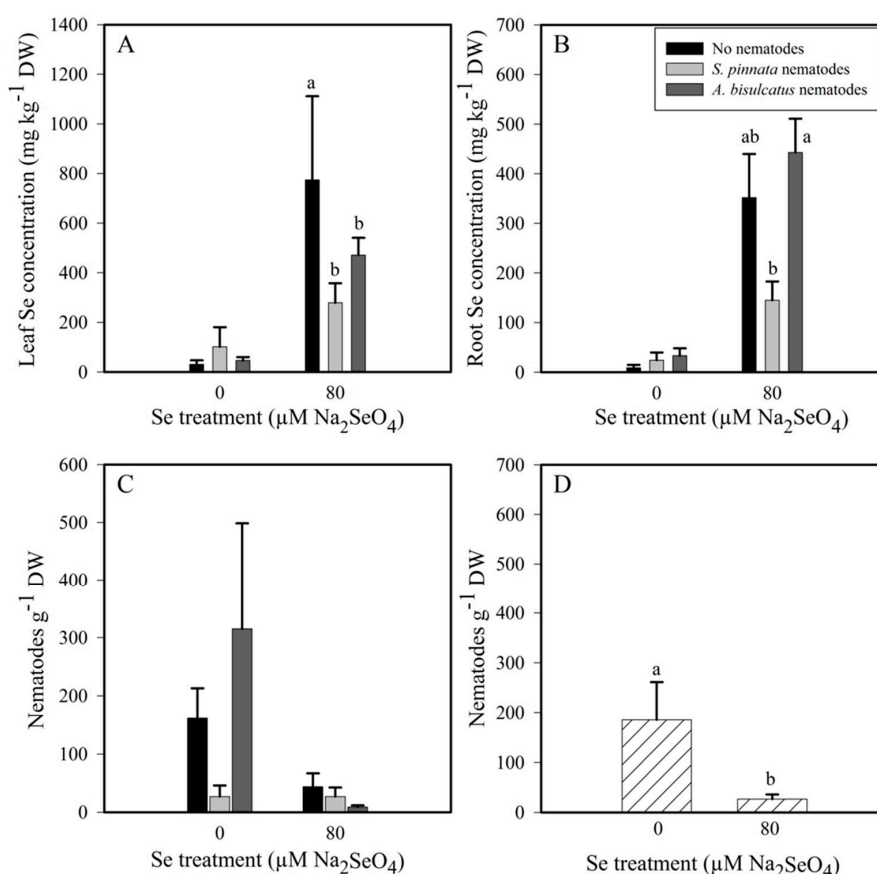 A
Leaf Se concentration (mg kg⁻¹ DW)
1400
1200
1000
800
600
400
200
0
a
b
b
0
80
Se treatment (µM Na₂SeO₄)
B
Root Se concentration (mg kg⁻¹ DW)
700
600
500
400
300
200
100
0
No nematodes
S. pinnata nematodes
A. bisulcatus nematodes
ab
b
a
0
80
Se treatment (µM Na₂SeO₄)
C
Nematodes g⁻¹ DW
600
500
400
300
200
100
0
0
80
Se treatment (µM Na₂SeO₄)
D
Nematodes g⁻¹ DW
700
600
500
400
300
200
100
0
a
b
0
80
Se treatment (µM Na₂SeO₄)